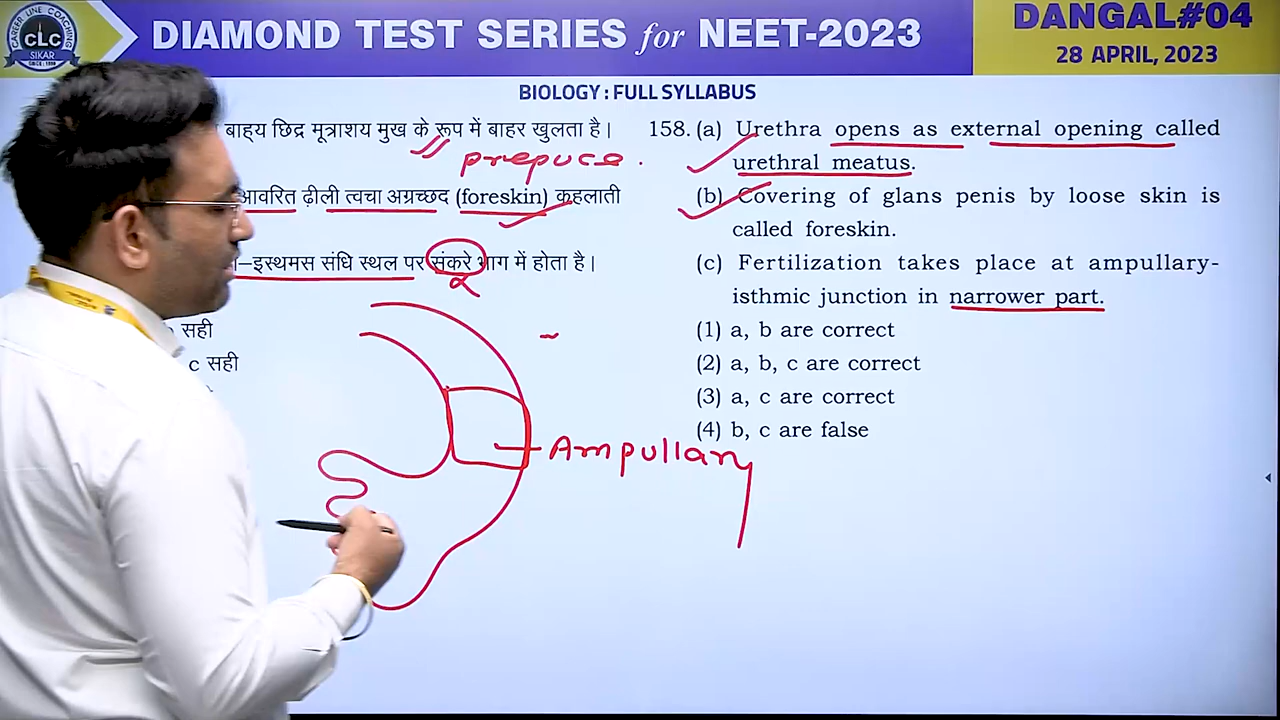 CAREER LINE COACHING
CLC
SIKAR
SINCE : 1996
DIAMOND TEST SERIES for NEET-2023
DANGAL#04
28 APRIL, 2023
BIOLOGY : FULL SYLLABUS
बाह्य छिद्र मूत्राशय मुख के रूप में बाहर खुलता है।
prepuce.
आवरित ढ़ीली त्वचा अग्रच्छद (foreskin) कहलाती
–इस्थमस संधि स्थल पर संकरे भाग में होता है।
सही
c सही
158. (a) Urethra opens as external opening called
urethral meatus.
(b) Covering of glans penis by loose skin is
called foreskin.
(c) Fertilization takes place at ampullary-
isthmic junction in narrower part.
(1) a, b are correct
(2) a, b, c are correct
(3) a, c are correct
(4) b, c are false
Ampullary